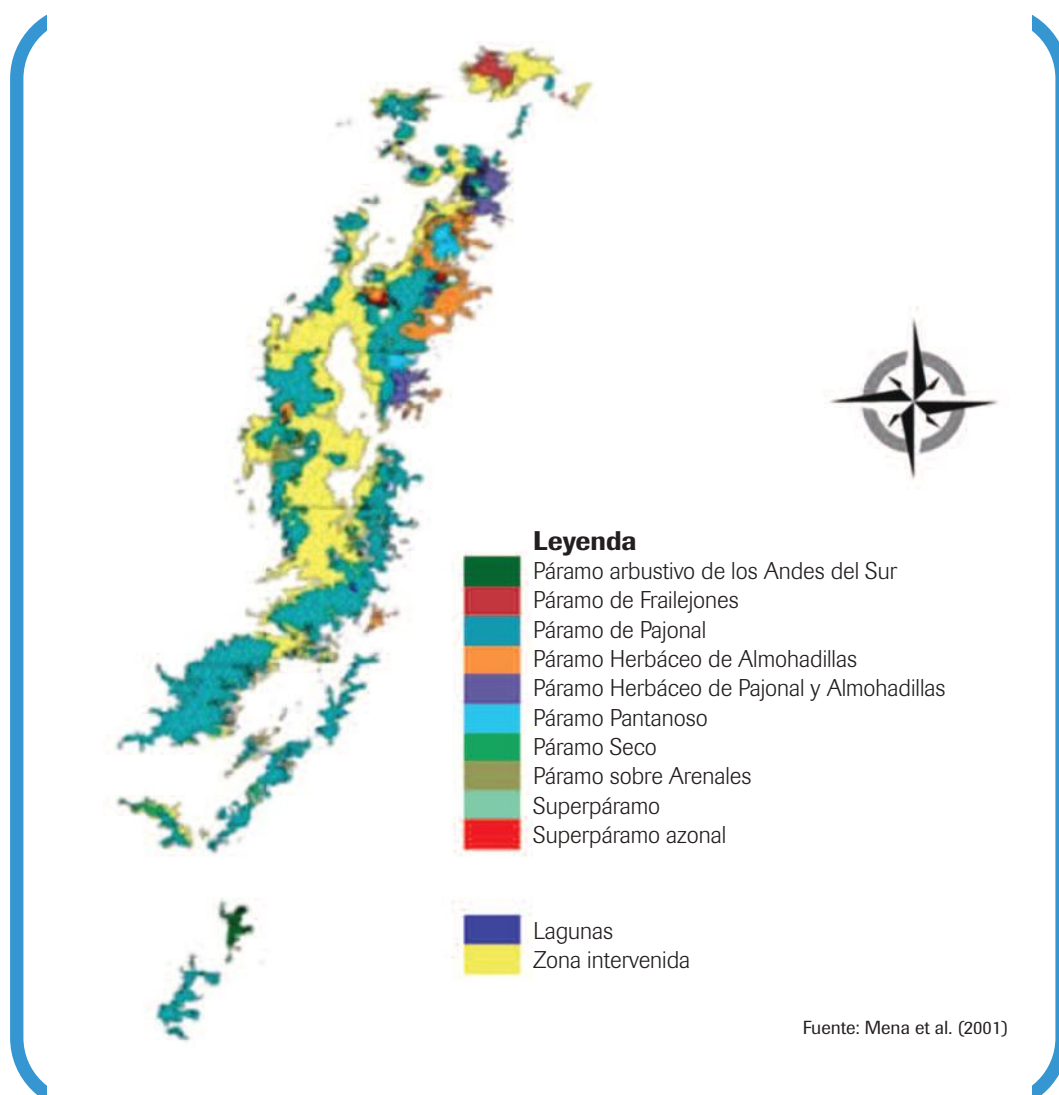 Leyenda
Páramo arbustivo de los Andes del Sur
Páramo de Frailejones
Páramo de Pajonal
Páramo Herbáceo de Almohadillas
Páramo Herbáceo de Pajonal y Almohadillas
Páramo Pantanoso
Páramo Seco
Páramo sobre Arenales
Superpáramo
Superpáramo azonal
Lagunas
Zona intervenida
Fuente: Mena et al. (2001)